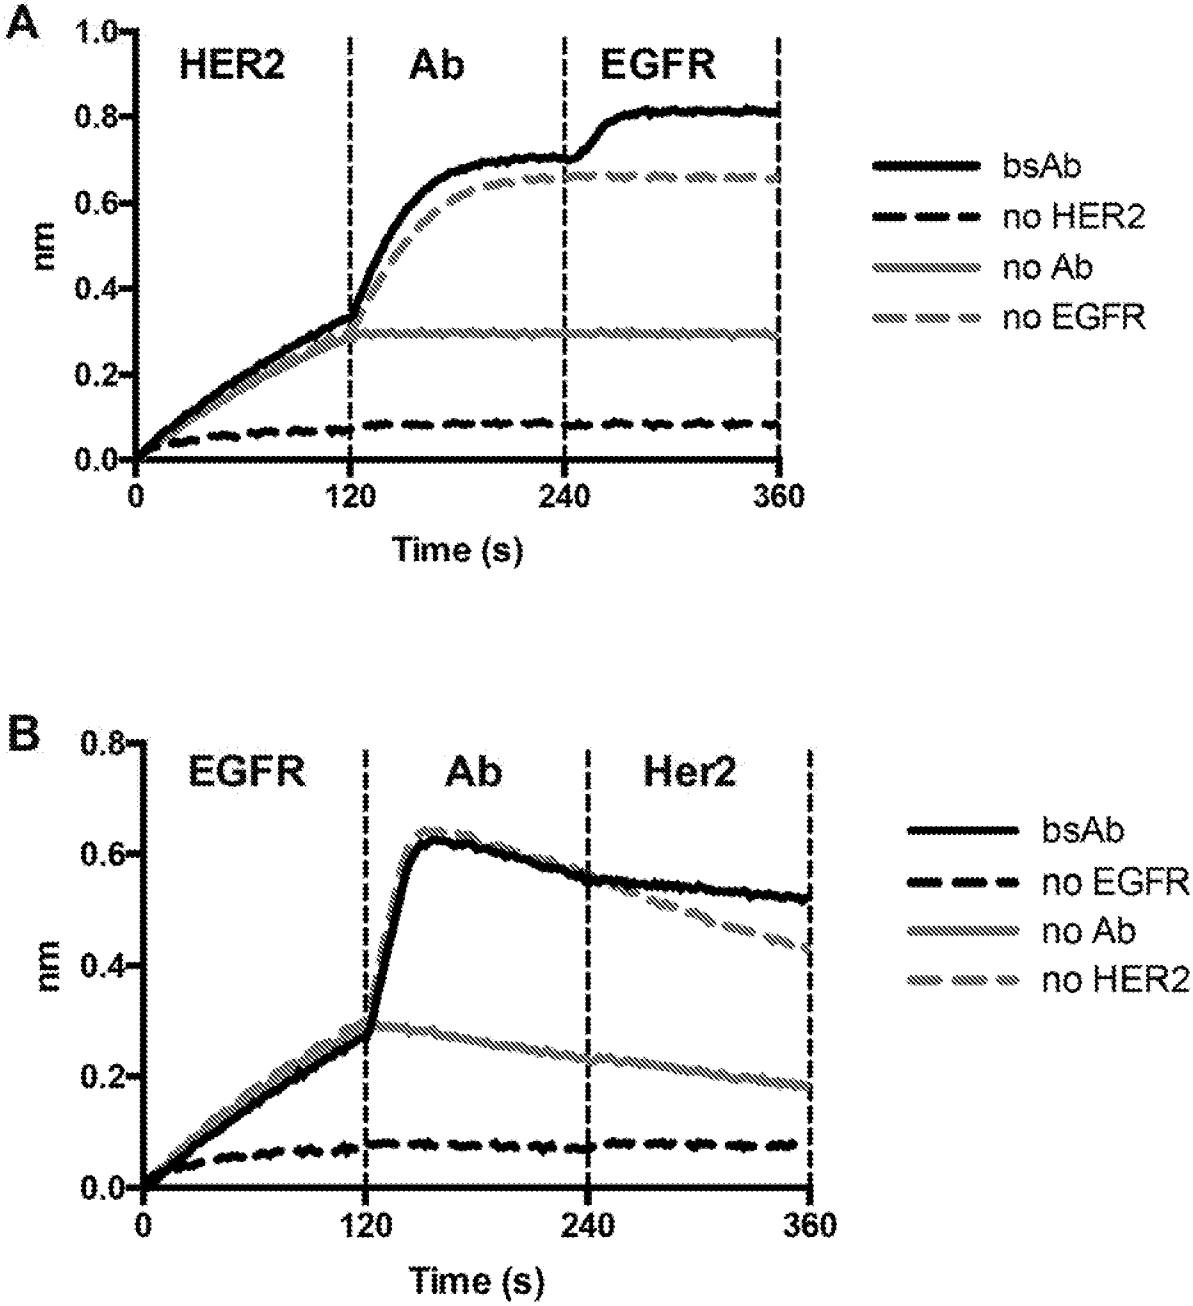 A
1.0
HER2
Ab
EGFR
0.8
0.6
0.4
0.2
0.0
nm
0
120
240
360
Time (s)
bsAb
no HER2
no Ab
no EGFR
B
0.8
EGFR
Ab
Her2
0.6
0.4
0.2
0.0
nm
0
120
240
360
Time (s)
bsAb
no EGFR
no Ab
no HER2